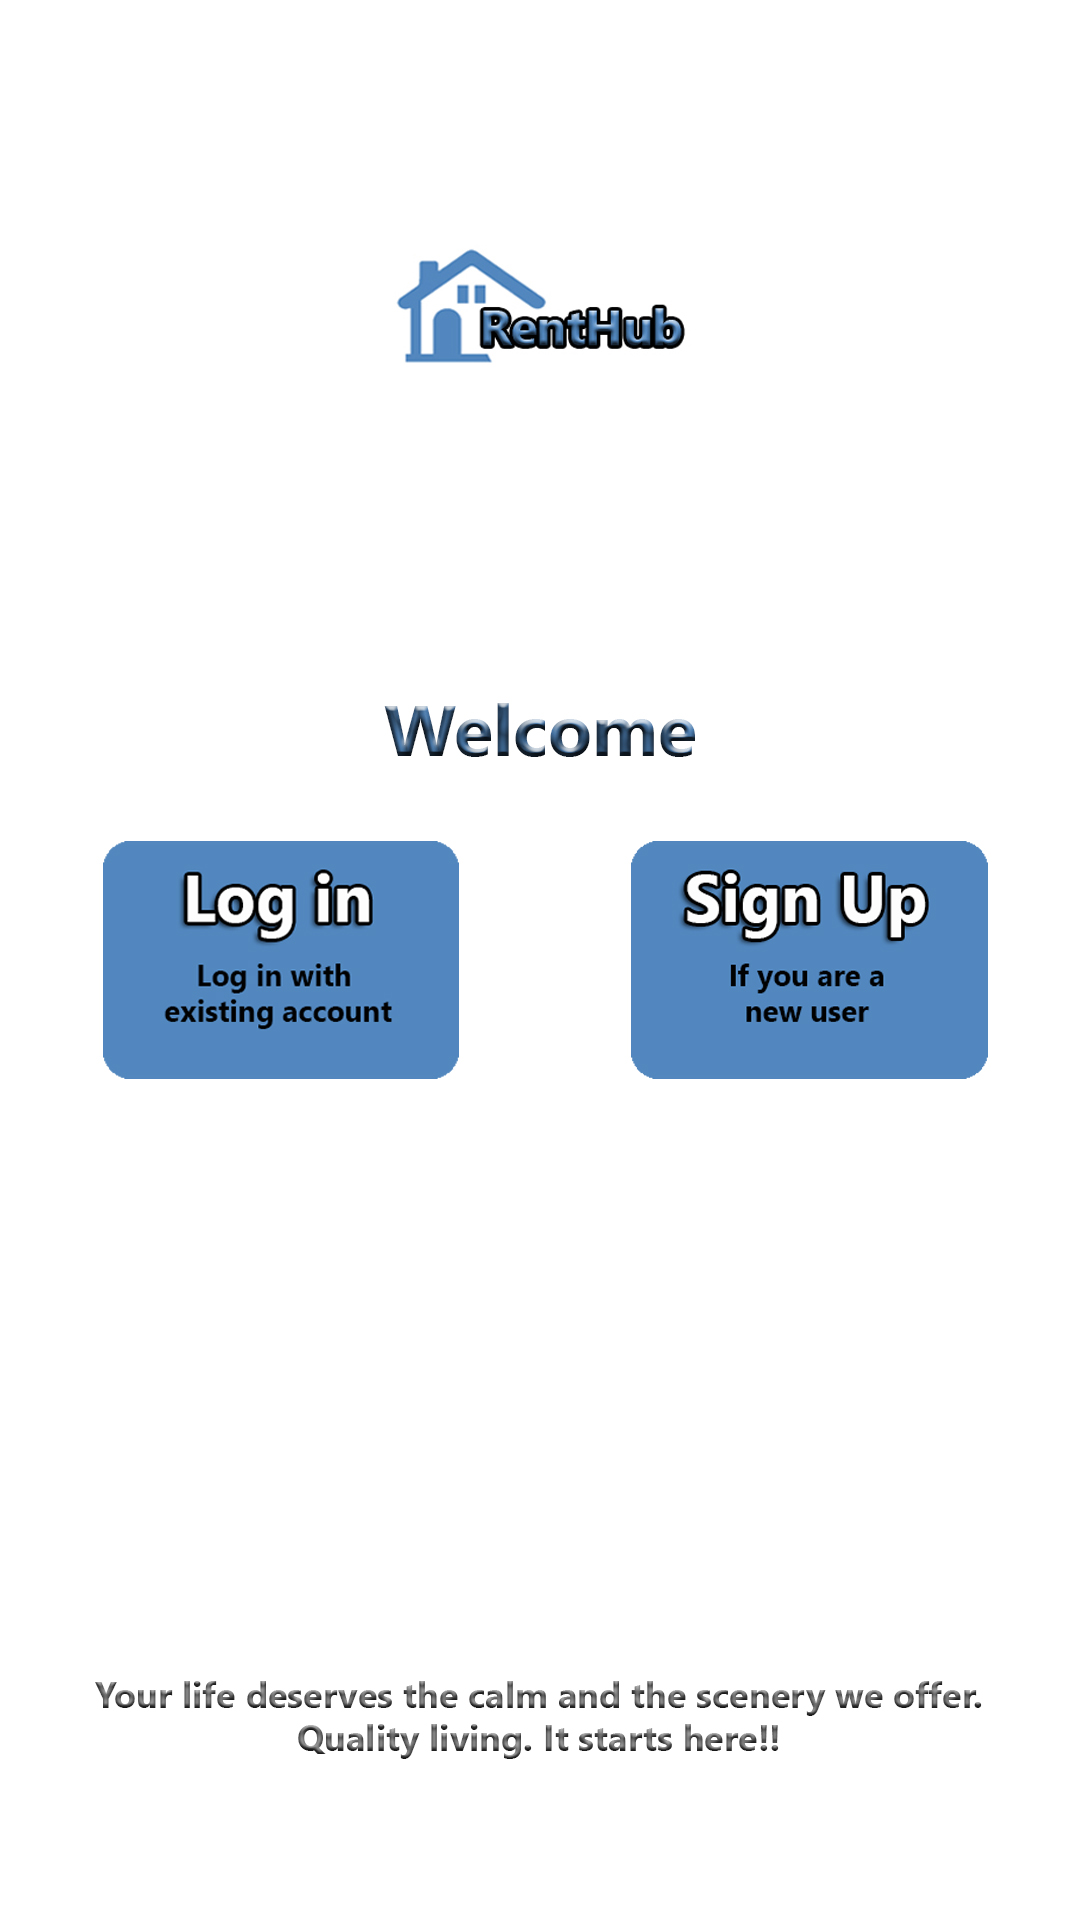 RentHub
Welcome
Log in
Log in with
existing account
Sign Up
If you are a
new user
Your life deserves the calm and the scenery we offer.
Quality living. It starts here!!